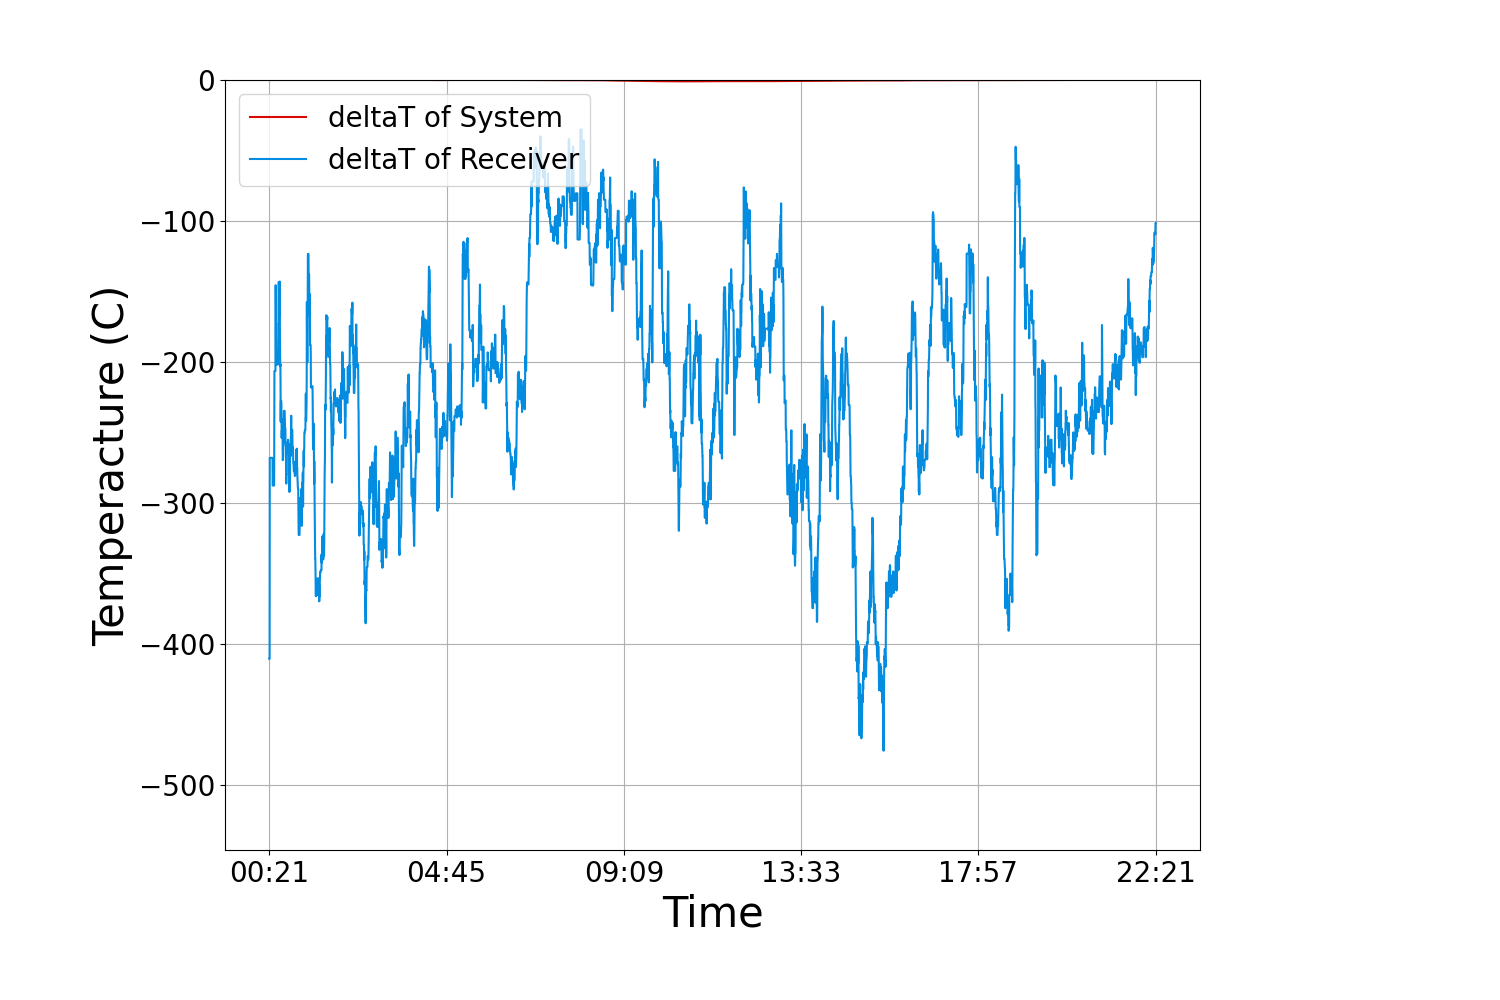 deltaT of System
deltaT of Receiver
0
−100
−200
−300
−400
−500
Temperacture (C)
00:21 04:45 09:09 13:33 17:57 22:21
Time